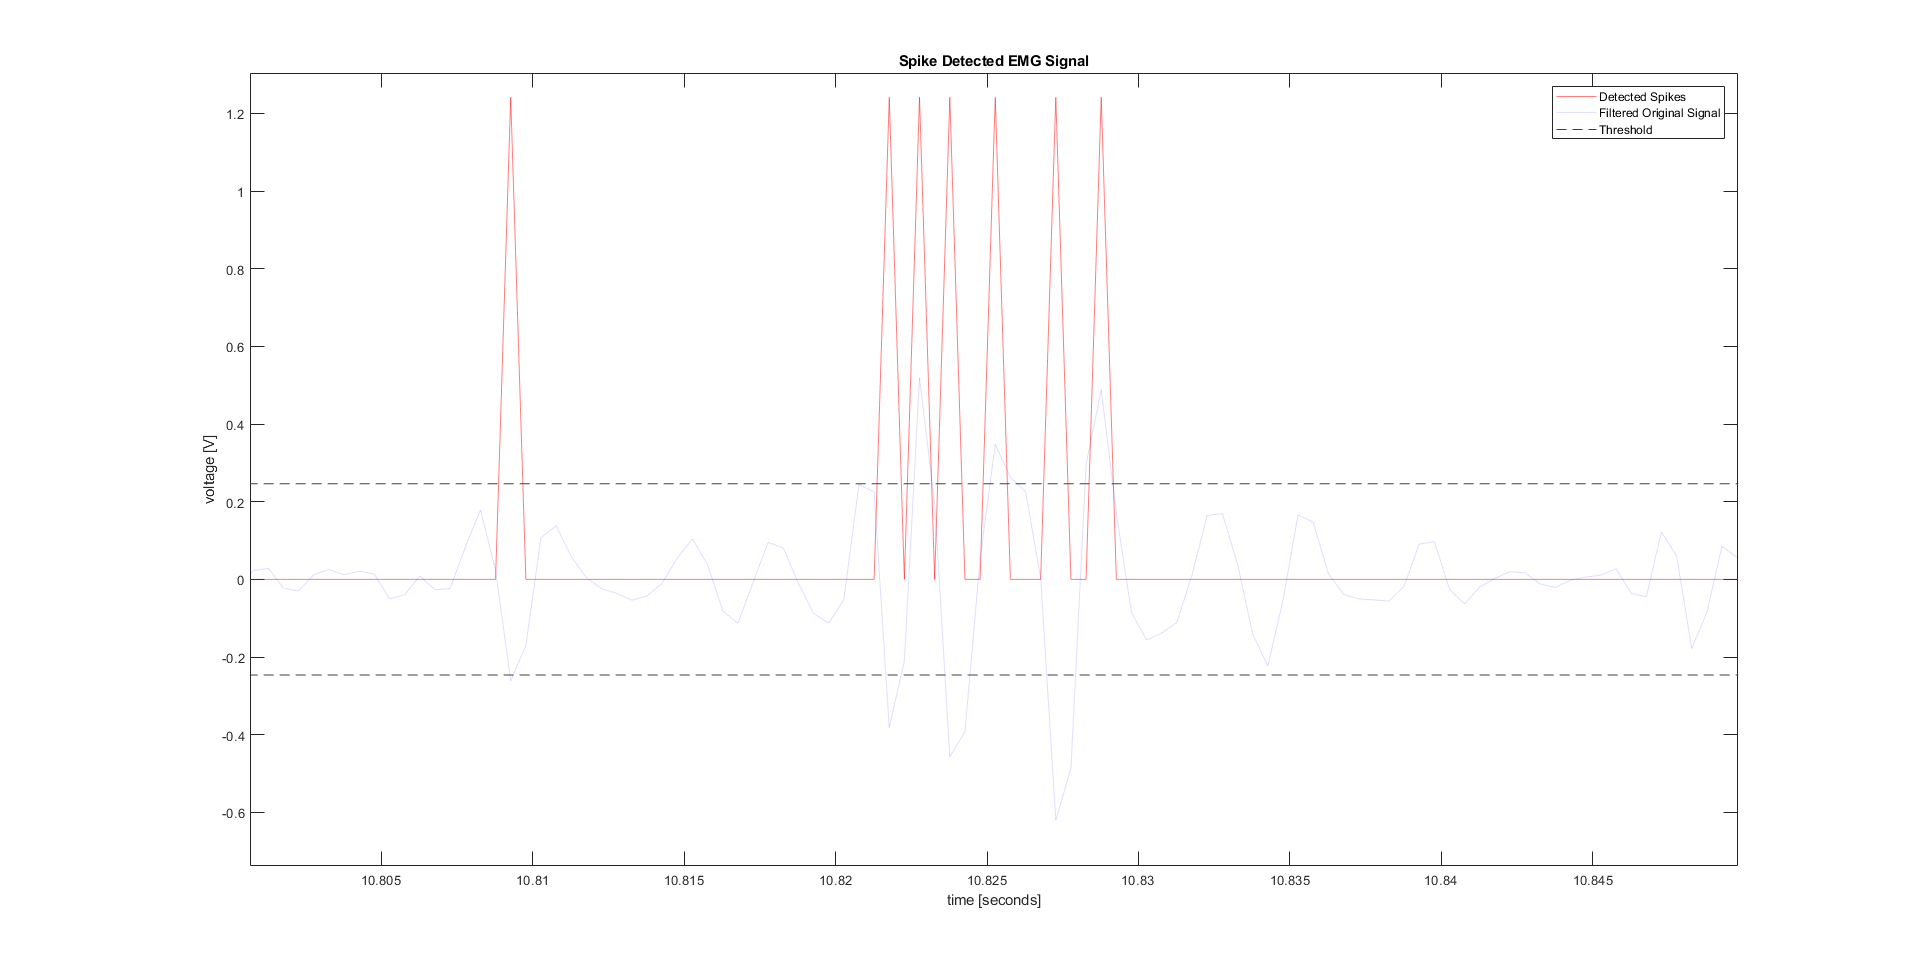 Spike Detected EMG Signal
Detected Spikes
Filtered Original Signal
Threshold
voltage [V]
1.2
1
0.8
0.6
0.4
0.2
0
-0.2
-0.4
-0.6
10.805 10.81 10.815 10.82 10.825 10.83 10.835 10.84 10.845
time [seconds]